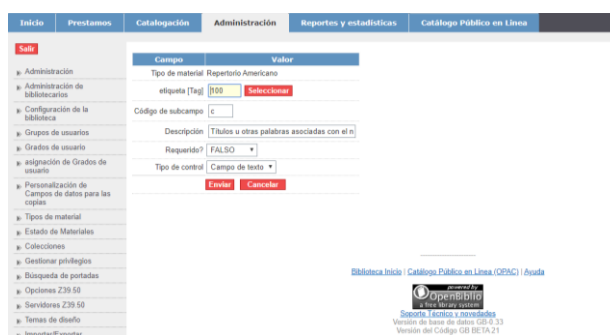 Inicio Prestamos Catalogación Administración Reportes y estadísticas Catálogo Público en Linea
Salir
Administración
Administración de
bibliotecarios
Configuración de la
biblioteca
Grupos de usuarios
Grados de usuario
asignación de Grados de
usuario
Personalización de
Campos de datos para las
copias
Tipos de material
Estado de Materiales
Colecciones
Gestionar privilegios
Búsqueda de portadas
Opciones Z39.50
Servidores Z39.50
Temas de diseño
Importar/Exportar
Campo Valor
Tipo de material Repertorio Americano
etiqueta [Tag] 100 Seleccionar
Código de subcampo c
Descripción Títulos u otras palabras asociadas con el n
Requerido? FALSO
Tipo de control Campo de texto
Enviar Cancelar
Biblioteca Inicio | Catálogo Público en Linea (OPAC) | Ayuda
powered by
OpenBiblio
a free library system
Soporte Técnico y novedades
Versión de base de datos GB-0.33
Versión del Código GB BETA 21